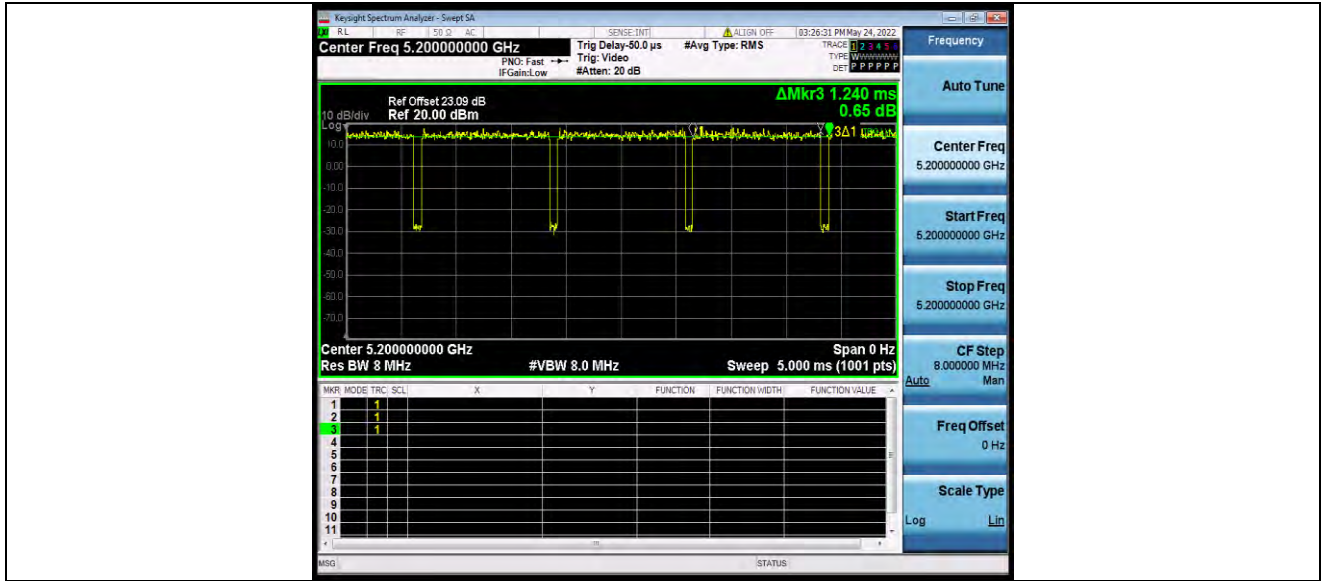 Keysight Spectrum Analyzer - Swept SA
RL RF 50 Ω AC SENSE:INT ALIGN OFF 03:26:31 PM May 24, 2022
Center Freq 5.200000000 GHz
PNO: Fast
IFGain:Low
Trig Delay-50.0 µs
Trig: Video
#Atten: 20 dB
#Avg Type: RMS
TRACE 1 2 3 4 5 6
TYPE
DET P P P P P P
ΔMkr3 1.240 ms
0.65 dB
Ref Offset 23.09 dB
10 dB/div Ref 20.00 dBm
Log
3Δ1
10.0
0.00
-10.0
-20.0
-30.0
-40.0
-50.0
-60.0
-70.0
Center 5.200000000 GHz Span 0 Hz
Res BW 8 MHz #VBW 8.0 MHz Sweep 5.000 ms (1001 pts)
MKR MODE TRC SCL X Y FUNCTION FUNCTION WIDTH FUNCTION VALUE
1 1
2 1
3 1
4
5
6
7
8
9
10
11
MSG STATUS
Frequency
Auto Tune
Center Freq
5.200000000 GHz
Start Freq
5.200000000 GHz
Stop Freq
5.200000000 GHz
CF Step
8.000000 MHz
Auto Man
Freq Offset
0 Hz
Scale Type
Log Lin